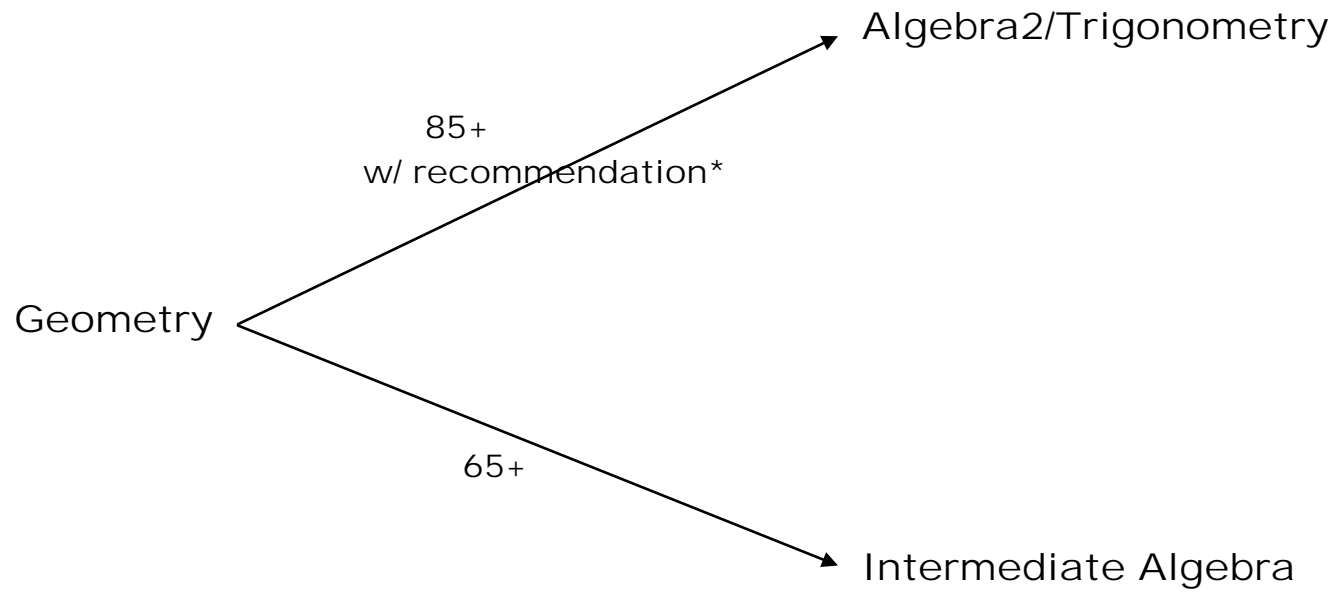 Algebra2/Trigonometry
85+
w/ recommendation*
Geometry
65+
Intermediate Algebra